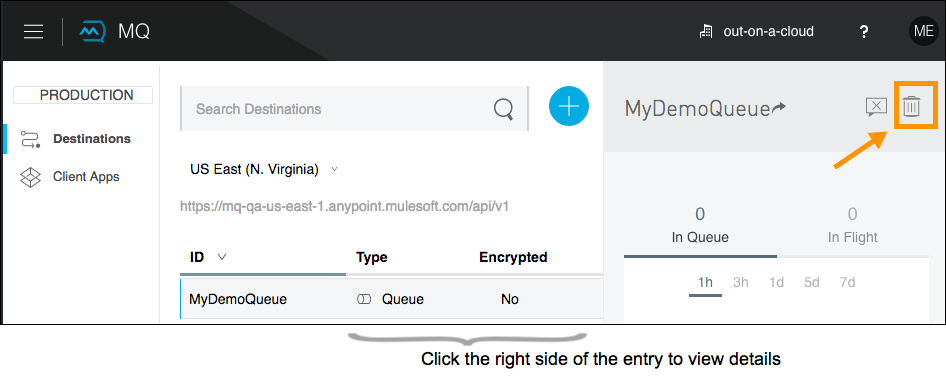 MQ
out-on-a-cloud
?
ME
PRODUCTION
Destinations
Client Apps
Search Destinations
US East (N. Virginia)
https://mq-qa-us-east-1.anypoint.mulesoft.com/api/v1
ID Type Encrypted
MyDemoQueue Queue No
MyDemoQueue
0 0
In Queue In Flight
1h 3h 1d 5d 7d
Click the right side of the entry to view details